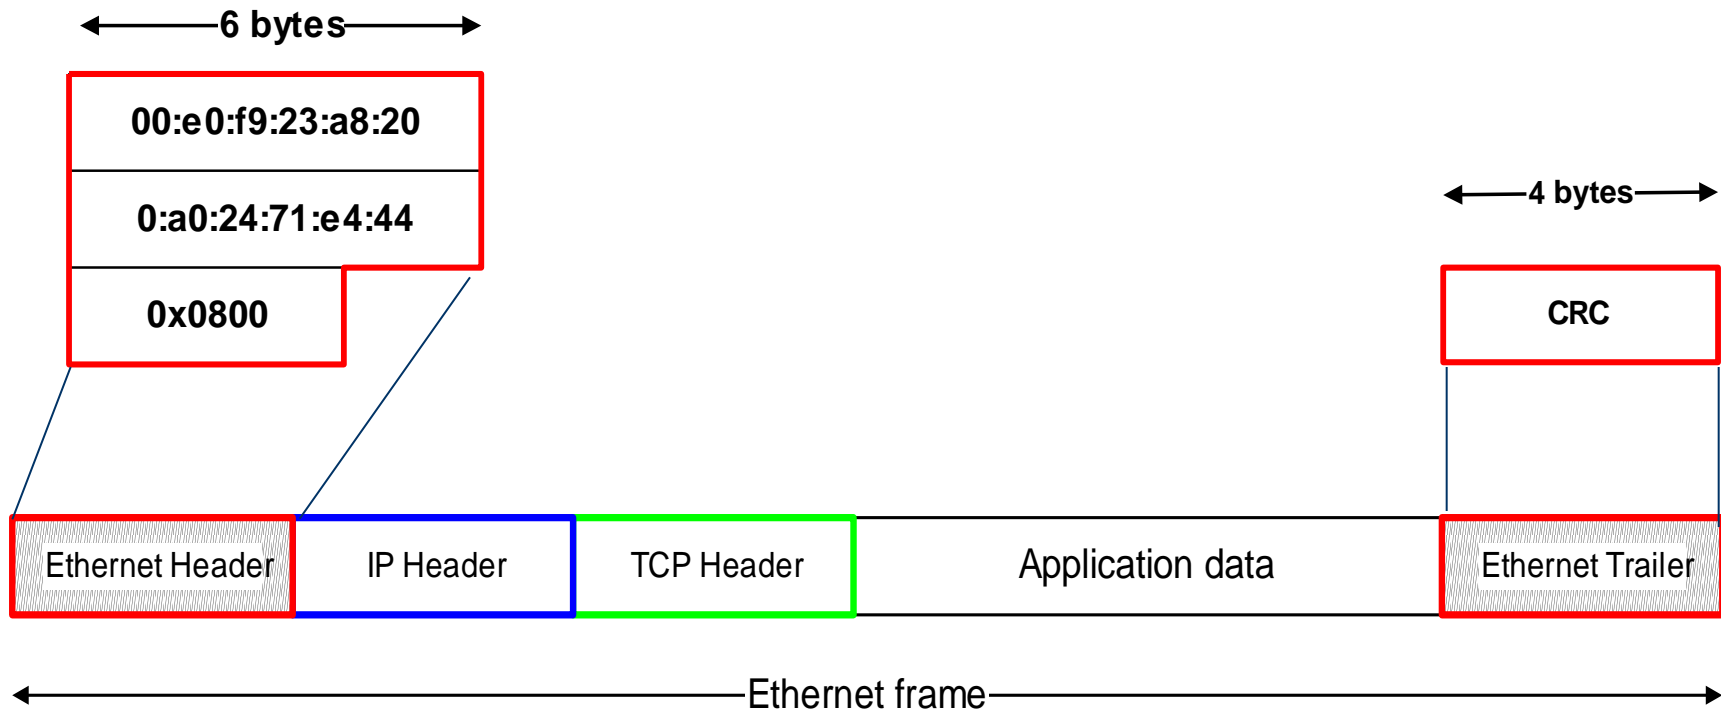 6 bytes
00:e0:f9:23:a8:20
0:a0:24:71:e4:44
4 bytes
0x0800
CRC
Ethernet Header
IP Header
TCP Header
Application data
Ethernet Trailer
Ethernet frame